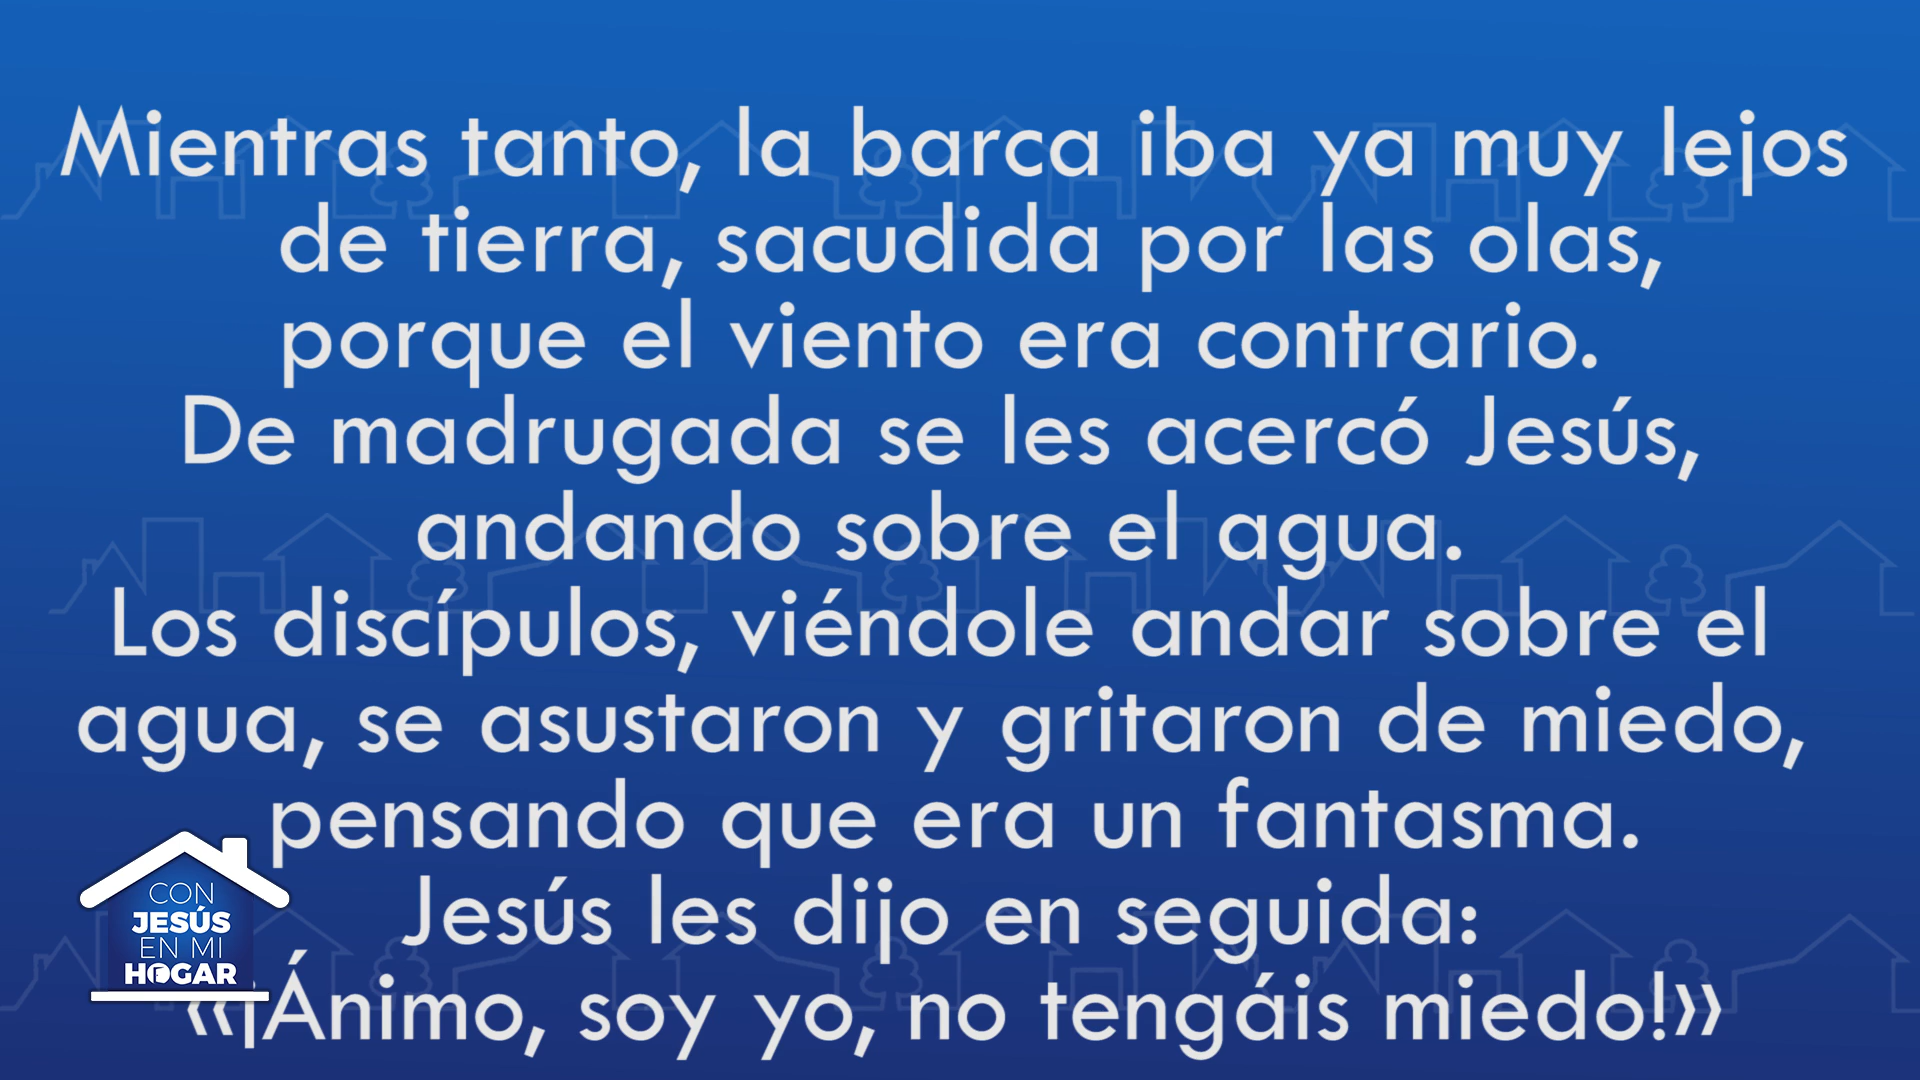 Mientras tanto, la barca iba ya muy lejos
de tierra, sacudida por las olas,
porque el viento era contrario.
De madrugada se les acercó Jesús,
andando sobre el agua.
Los discípulos, viéndole andar sobre el
agua, se asustaron y gritaron de miedo,
pensando que era un fantasma.
Jesús les dijo en seguida:
«¡Ánimo, soy yo, no tengáis miedo!»
CON
JESÚS
EN MI
HOGAR